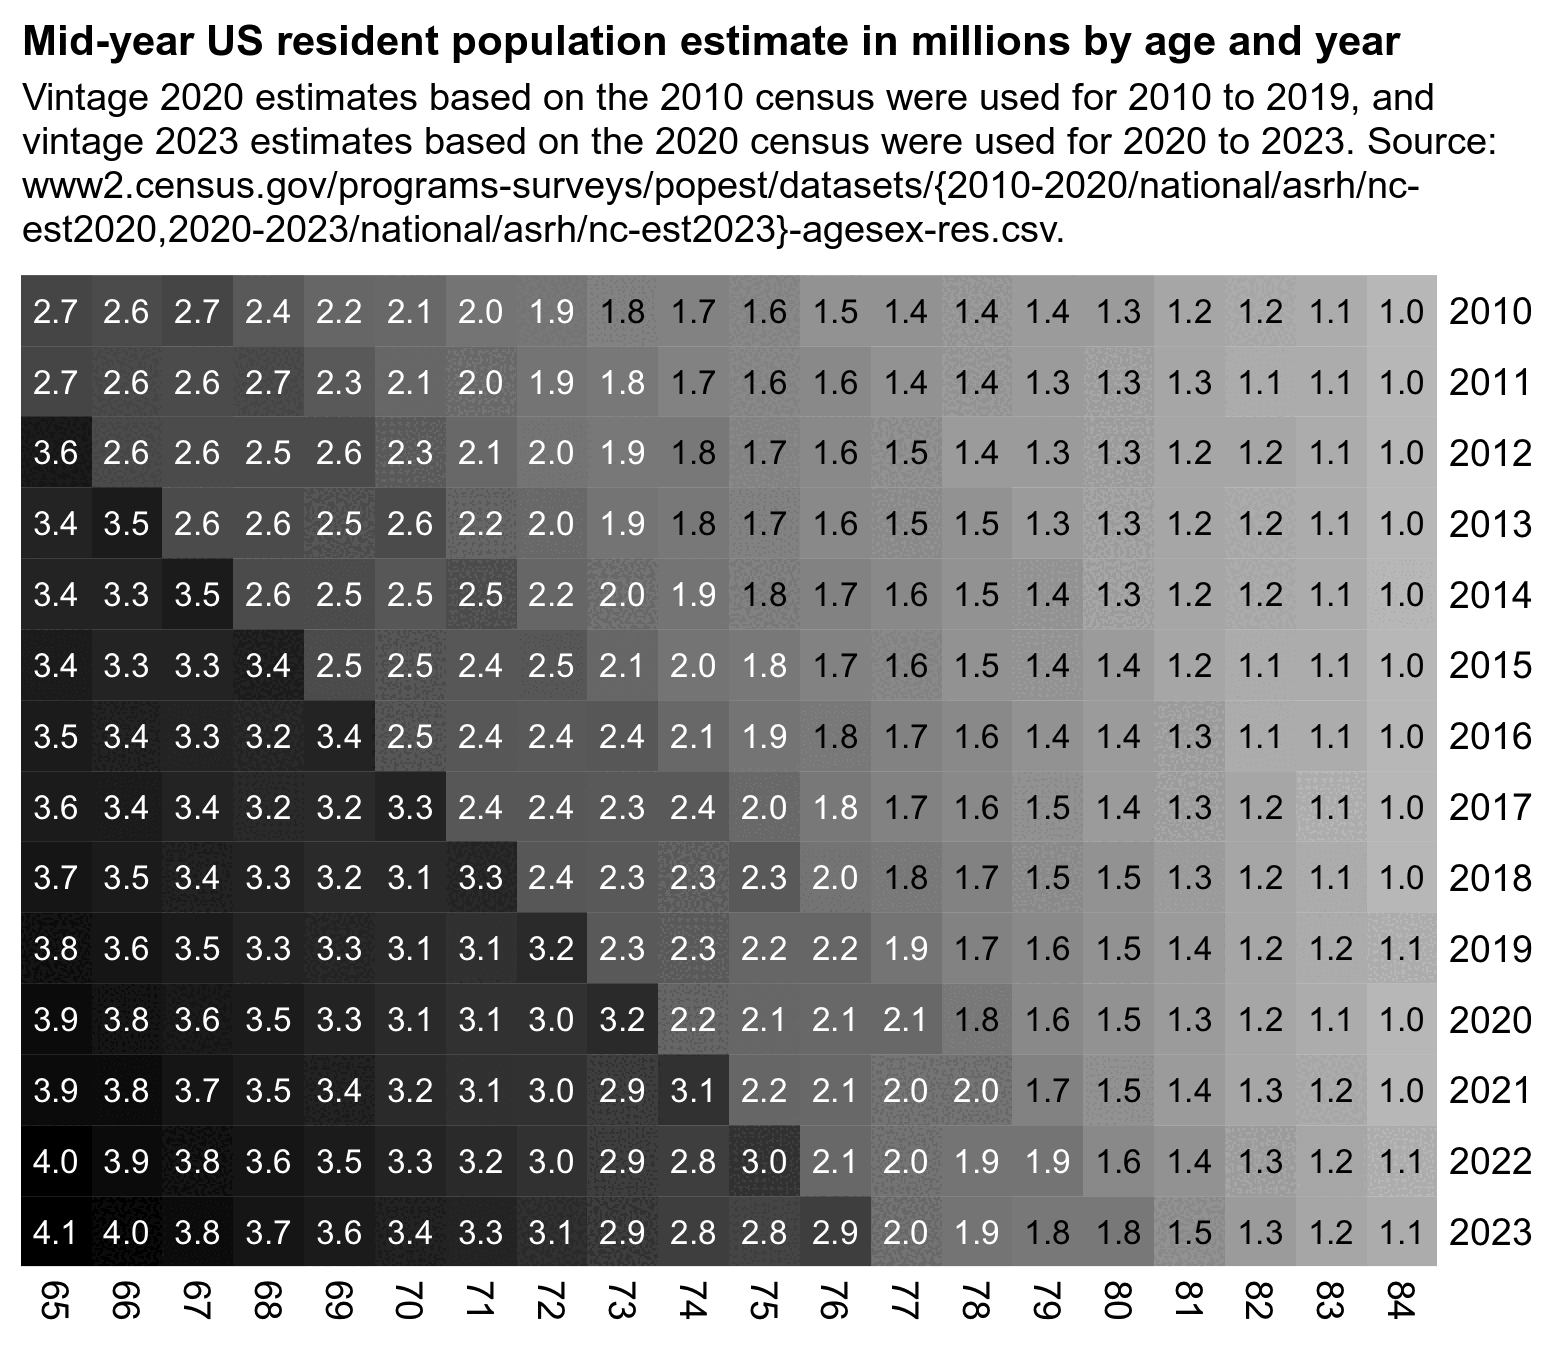 Mid-year US resident population estimate in millions by age and year
Vintage 2020 estimates based on the 2010 census were used for 2010 to 2019, and
vintage 2023 estimates based on the 2020 census were used for 2020 to 2023. Source:
www2.census.gov/programs-surveys/popest/datasets/{2010-2020/national/asrh/nc-
est2020,2020-2023/national/asrh/nc-est2023}-agesex-res.csv.
2.7 2.6 2.7 2.4 2.2 2.1 2.0 1.9 1.8 1.7 1.6 1.5 1.4 1.4 1.4 1.3 1.2 1.2 1.1 1.0 2010
2.7 2.6 2.6 2.7 2.3 2.1 2.0 1.9 1.8 1.7 1.6 1.6 1.4 1.4 1.3 1.3 1.3 1.1 1.1 1.0 2011
3.6 2.6 2.6 2.5 2.6 2.3 2.1 2.0 1.9 1.8 1.7 1.6 1.5 1.4 1.3 1.3 1.2 1.2 1.1 1.0 2012
3.4 3.5 2.6 2.6 2.5 2.6 2.2 2.0 1.9 1.8 1.7 1.6 1.5 1.5 1.3 1.3 1.2 1.2 1.1 1.0 2013
3.4 3.3 3.5 2.6 2.5 2.5 2.5 2.2 2.0 1.9 1.8 1.7 1.6 1.5 1.4 1.3 1.2 1.2 1.1 1.0 2014
3.4 3.3 3.3 3.4 2.5 2.5 2.4 2.5 2.1 2.0 1.8 1.7 1.6 1.5 1.4 1.4 1.2 1.1 1.1 1.0 2015
3.5 3.4 3.3 3.2 3.4 2.5 2.4 2.4 2.4 2.1 1.9 1.8 1.7 1.6 1.4 1.4 1.3 1.1 1.1 1.0 2016
3.6 3.4 3.4 3.2 3.2 3.3 2.4 2.4 2.3 2.4 2.0 1.8 1.7 1.6 1.5 1.4 1.3 1.2 1.1 1.0 2017
3.7 3.5 3.4 3.3 3.2 3.1 3.3 2.4 2.3 2.3 2.3 2.0 1.8 1.7 1.5 1.5 1.3 1.2 1.1 1.0 2018
3.8 3.6 3.5 3.3 3.3 3.1 3.1 3.2 2.3 2.3 2.2 2.2 1.9 1.7 1.6 1.5 1.4 1.2 1.2 1.1 2019
3.9 3.8 3.6 3.5 3.3 3.1 3.1 3.0 3.2 2.2 2.1 2.1 2.1 1.8 1.6 1.5 1.3 1.2 1.1 1.0 2020
3.9 3.8 3.7 3.5 3.4 3.2 3.1 3.0 2.9 3.1 2.2 2.1 2.0 2.0 1.7 1.5 1.4 1.3 1.2 1.0 2021
4.0 3.9 3.8 3.6 3.5 3.3 3.2 3.0 2.9 2.8 3.0 2.1 2.0 1.9 1.9 1.6 1.4 1.3 1.2 1.1 2022
4.1 4.0 3.8 3.7 3.6 3.4 3.3 3.1 2.9 2.8 2.8 2.9 2.0 1.9 1.8 1.8 1.5 1.3 1.2 1.1 2023
65 66 67 68 69 70 71 72 73 74 75 76 77 78 79 80 81 82 83 84